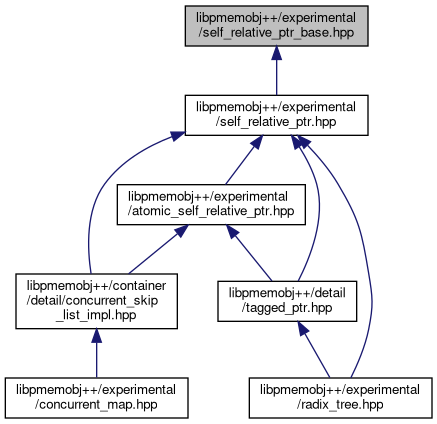 libpmemobj++/experimental
/self_relative_ptr_base.hpp
libpmemobj++/experimental
/self_relative_ptr.hpp
libpmemobj++/experimental
/atomic_self_relative_ptr.hpp
libpmemobj++/container
/detail/concurrent_skip
_list_impl.hpp
libpmemobj++/detail
/tagged_ptr.hpp
libpmemobj++/experimental
/concurrent_map.hpp
libpmemobj++/experimental
/radix_tree.hpp